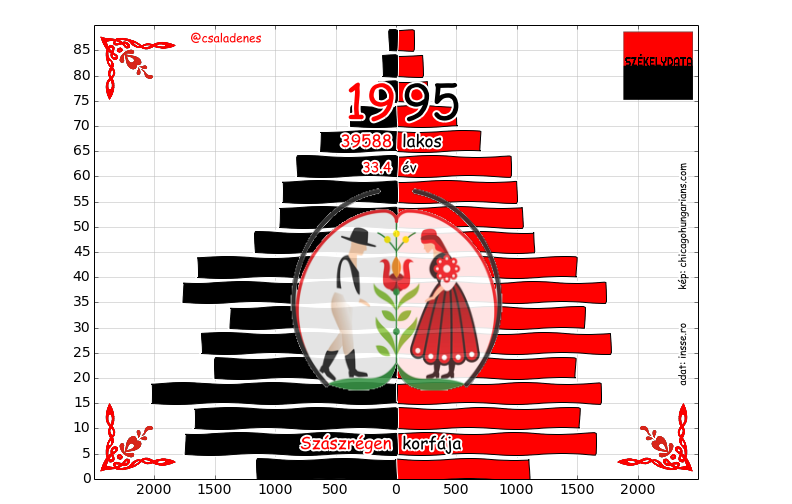 @csaladenes
SZÉKELYDATA
1995
39588 lakos
33.4 év
kép: chicagohungarians.com
adat: insse.ro
Szászrégen korfája
85
80
75
70
65
60
55
50
45
40
35
30
25
20
15
10
5
0
2000 1500 1000 500 0 500 1000 1500 2000